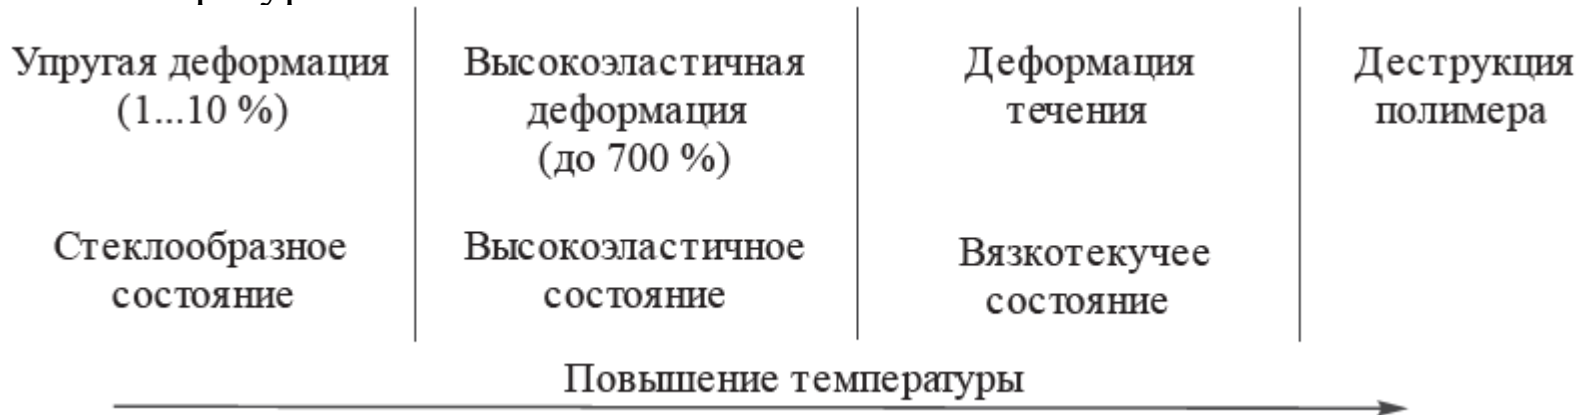 Упругая деформация
(1...10 %)
Высокоэластичная
деформация
(до 700 %)
Деформация
течения
Деструкция
полимера
Стеклообразное
состояние
Высокоэластичное
состояние
Вязкотекучее
состояние
Повышение температуры